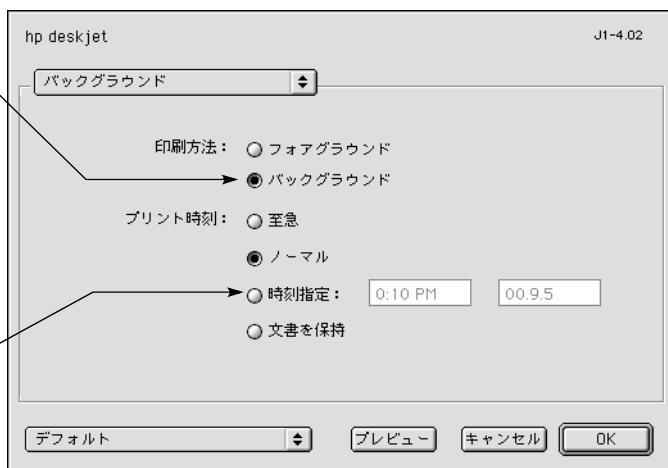 hp deskjet J1-4.02
バックグラウンド
印刷方法： フォアグラウンド
バックグラウンド
プリント時刻： 至急
ノーマル
時刻指定： 0:10 PM 00.9.5
文書を保持
デフォルト プレビュー キャンセル OK